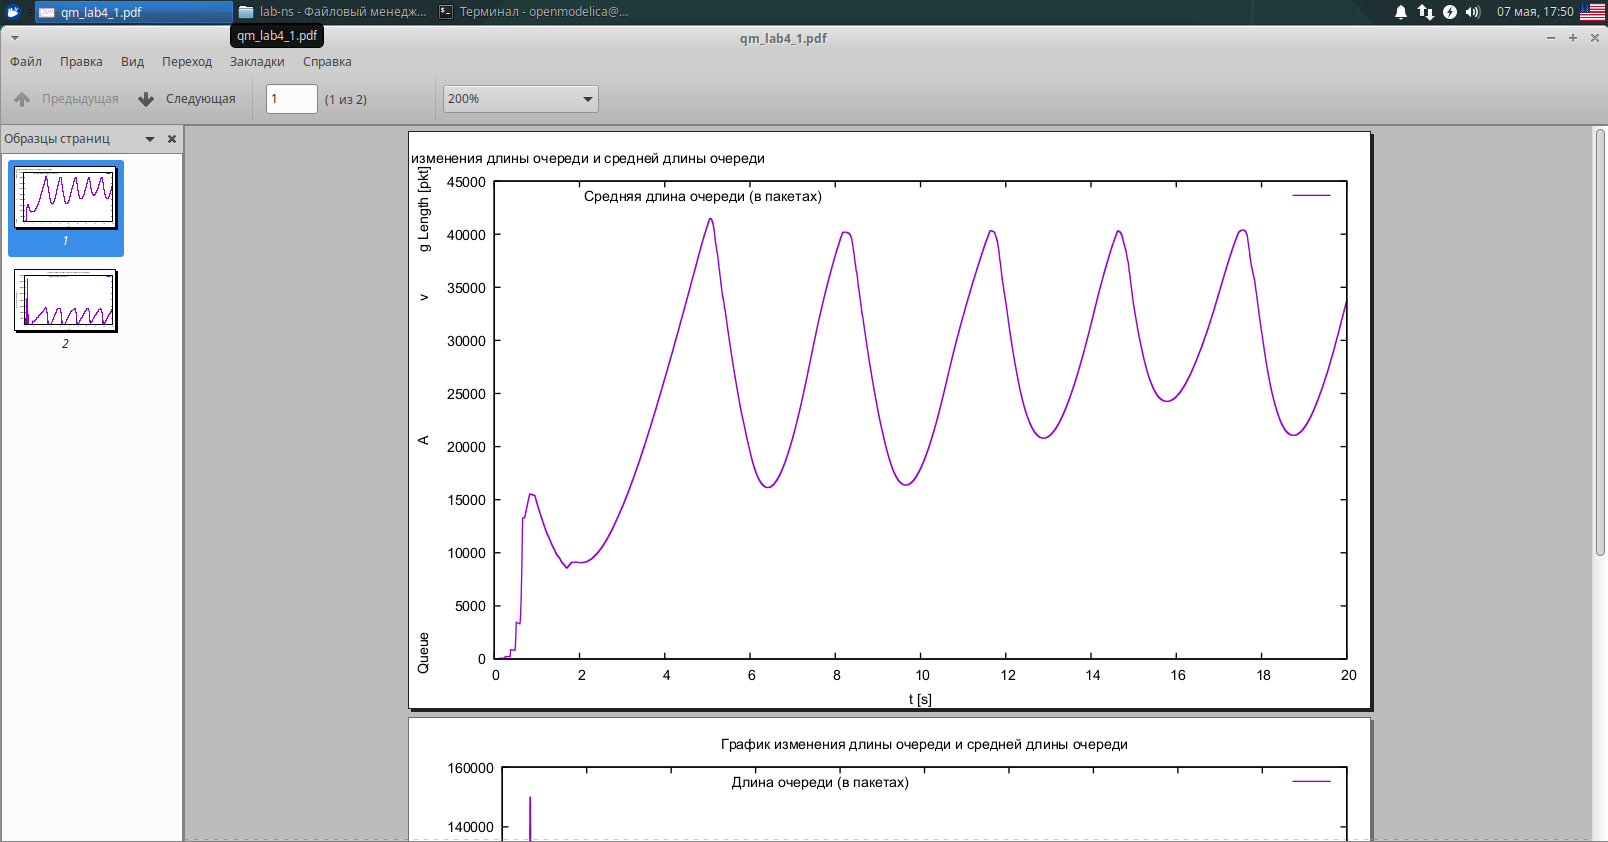 qm_lab4_1.pdf
lab-ns - Файловый менедж...
Терминал - openmodelica@...
07 мая, 17:50
qm_lab4_1.pdf
qm_lab4_1.pdf
Файл Правка Вид Переход Закладки Справка
Предыдущая Следующая 1 (1 из 2) 200%
Образцы страниц
1
2
изменения длины очереди и средней длины очереди
Queue A v g Length [pkt]
Средняя длина очереди (в пакетах)
45000
40000
35000
30000
25000
20000
15000
10000
5000
0
0 2 4 6 8 10 12 14 16 18 20
t [s]
График изменения длины очереди и средней длины очереди
160000
Длина очереди (в пакетах)
140000